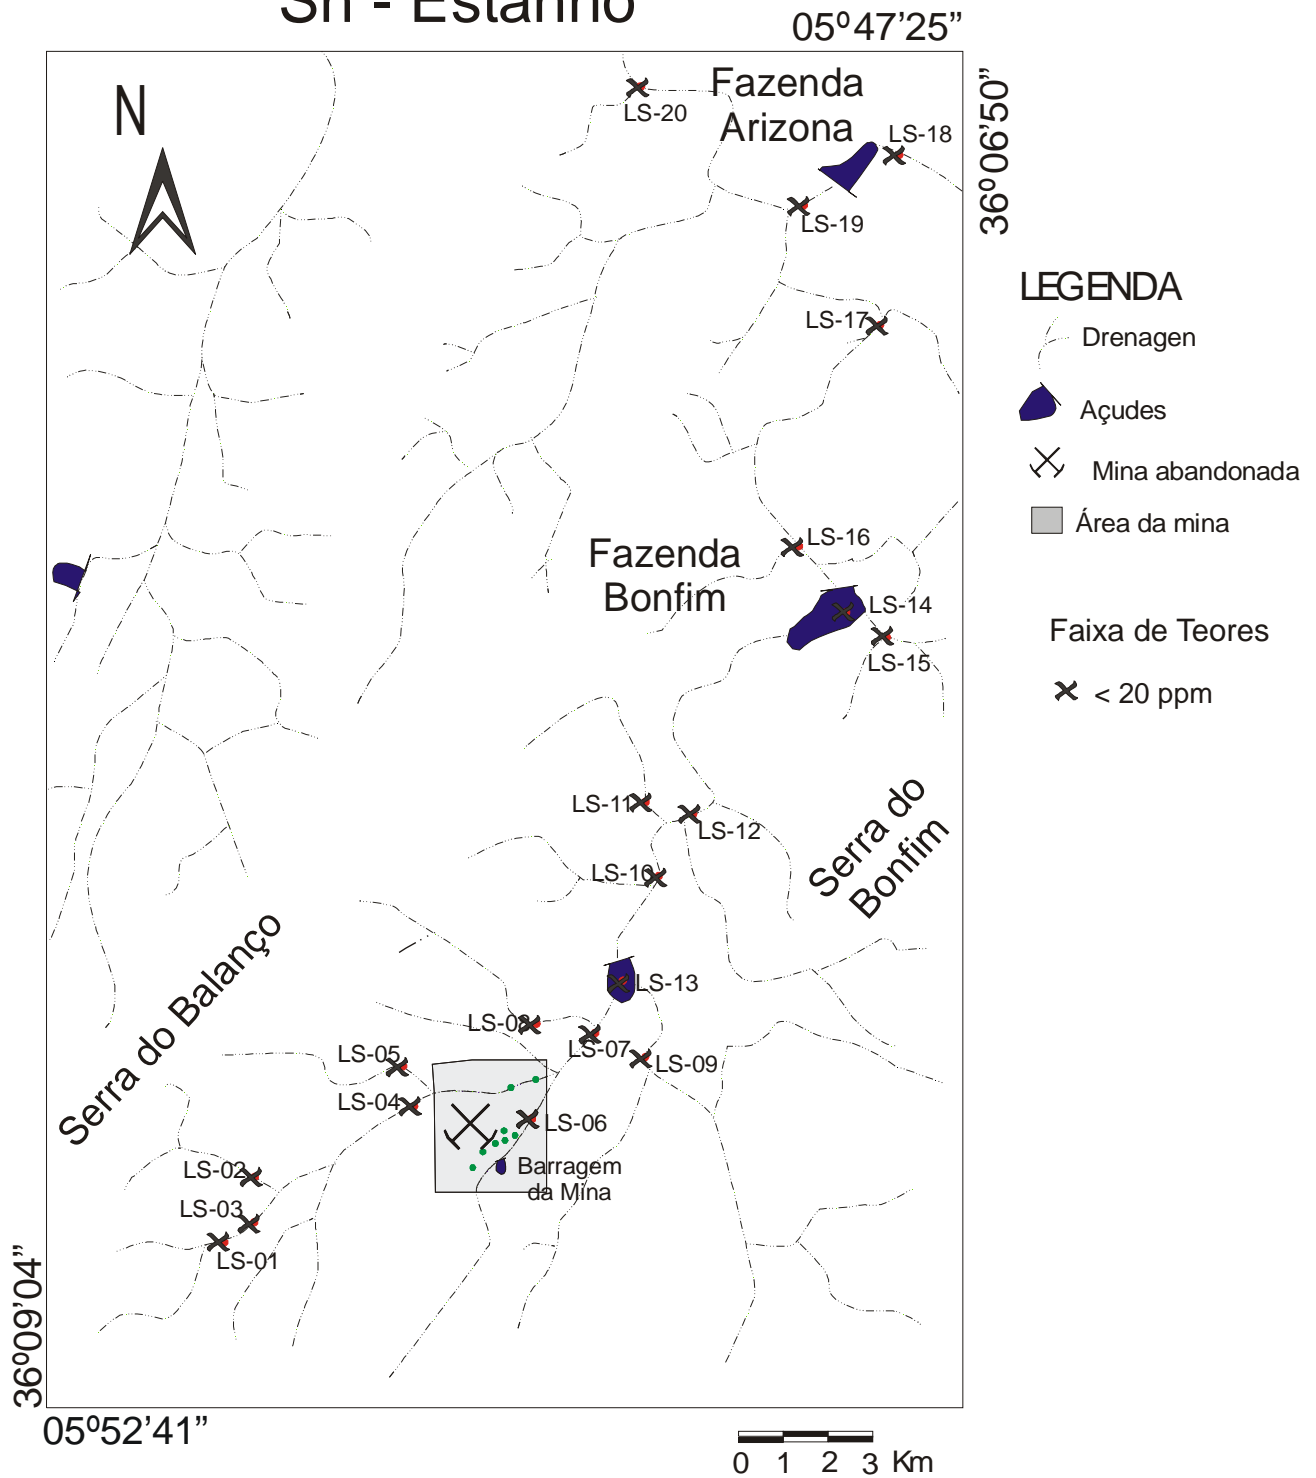 Sn - Estanho
05º47'25”
N
Fazenda
Arizona
LS-20
LS-18
36º06'50”
LS-19
LS-17
LEGENDA
Drenagen
Açudes
Mina abandonada
Área da mina
Faixa de Teores
< 20 ppm
LS-16
Fazenda
Bonfim
LS-14
LS-15
LS-11
LS-12
Serra do
Bonfim
LS-10
Serra do Balanço
LS-13
LS-08
LS-07
LS-05
LS-09
LS-04
LS-06
Barragem
da Mina
LS-02
LS-03
LS-01
36º09'04”
05º52'41”
0 1 2 3 Km